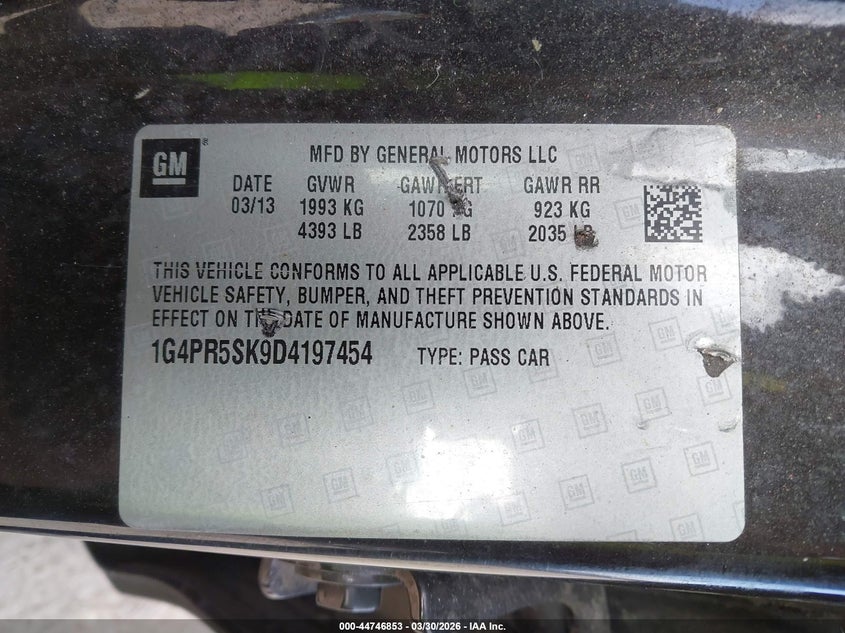 GM
MFD BY GENERAL MOTORS LLC
DATE GVWR GAWR FRT GAWR RR
03/13 1993 KG 1070 KG 923 KG
4393 LB 2358 LB 2035 LB
THIS VEHICLE CONFORMS TO ALL APPLICABLE U.S. FEDERAL MOTOR
VEHICLE SAFETY, BUMPER, AND THEFT PREVENTION STANDARDS IN
EFFECT ON THE DATE OF MANUFACTURE SHOWN ABOVE.
1G4PR5SK9D4197454 TYPE: PASS CAR
000-44746853 / 03/30/2026 - IAA Inc.